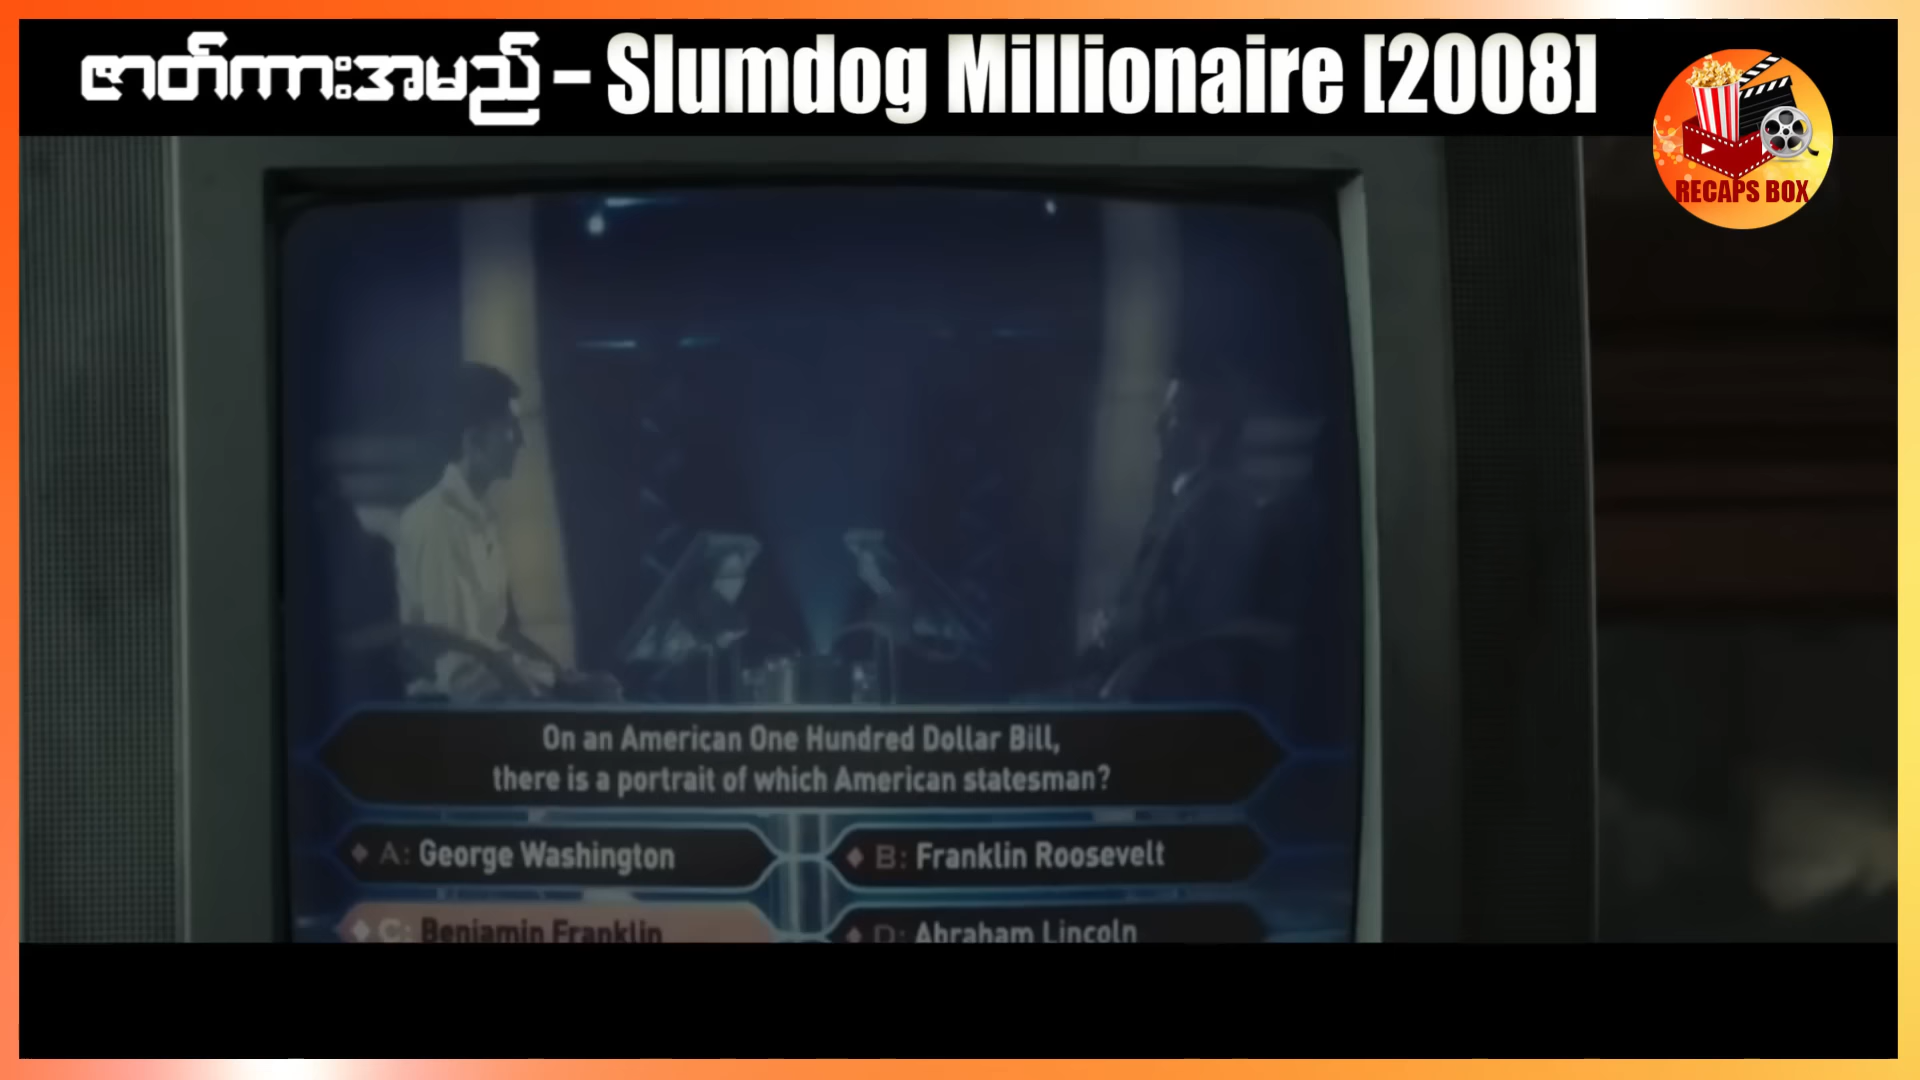 ဇာတ်ကားအမည် – Slumdog Millionaire [2008]
RECAPS BOX
On an American One Hundred Dollar Bill,
there is a portrait of which American statesman?
A: George Washington
B: Franklin Roosevelt
C: Benjamin Franklin
D: Abraham Lincoln